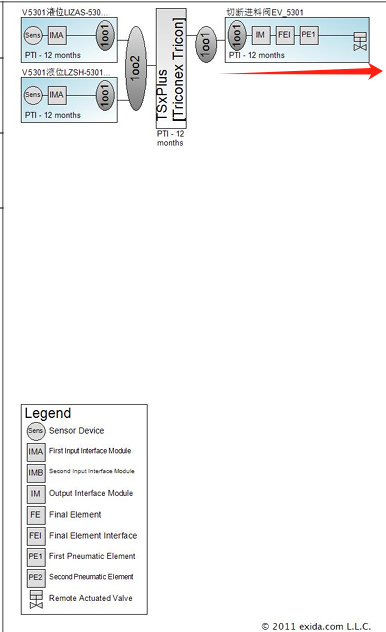 V5301液位LIZAS-530...
Sens
IMA
1oo1
PTI - 12 months
V5301液位LZSH-5301...
Sens
IMA
1oo1
PTI - 12 months
1oo2
TSxPlus
[Triconex Tricon]
PTI - 12
months
1oo1
切断进料阀EV_5301
1oo1
IM
FEI
PE1
PTI - 12 months
Legend
Sens Sensor Device
IMA First Input Interface Module
IMB Second Input Interface Module
IM Output Interface Module
FE Final Element
FEI Final Element Interface
PE1 First Pneumatic Element
PE2 Second Pneumatic Element
Remote Actuated Valve
© 2011 exida.com L.L.C.